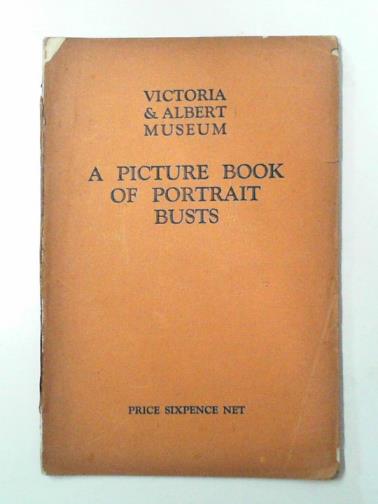 VICTORIA
& ALBERT
MUSEUM
A PICTURE BOOK
OF PORTRAIT
BUSTS
PRICE SIXPENCE NET